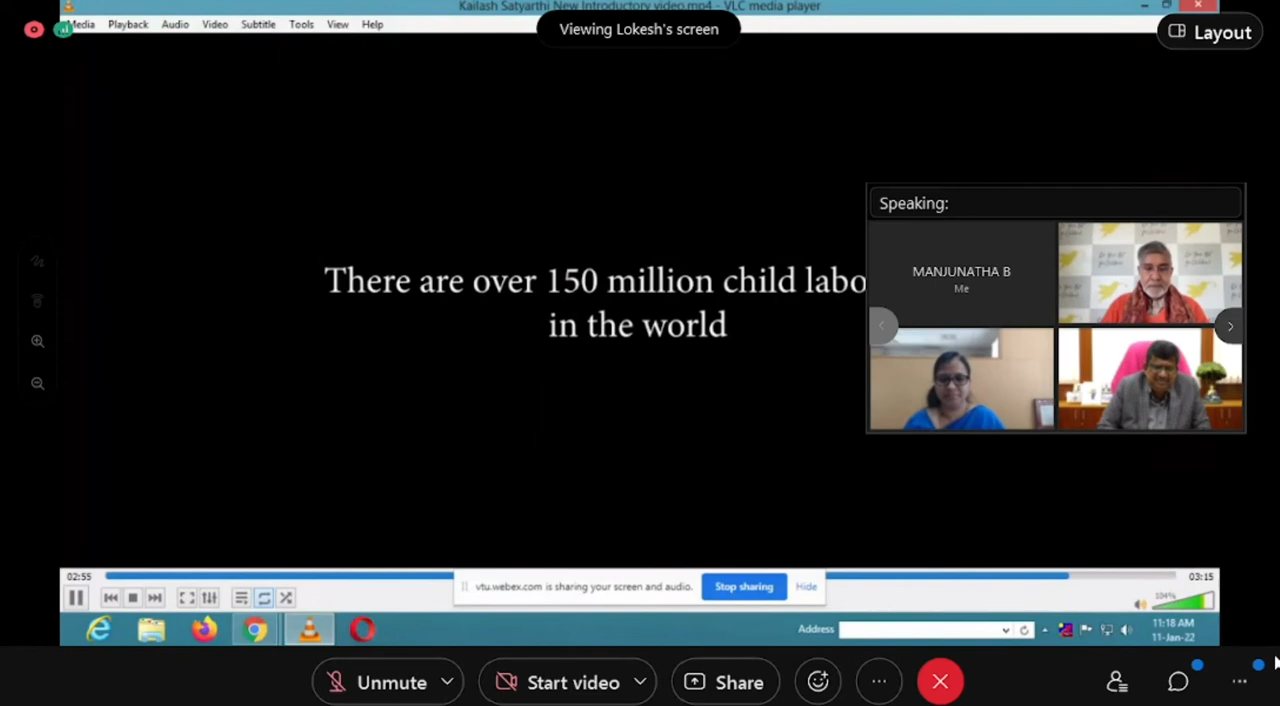 Kailash Satyarthi New Introductory video.mp4 - VLC media player
Media Playback Audio Video Subtitle Tools View Help
Viewing Lokesh's screen
Layout
Speaking:
MANJUNATHA B
Me
There are over 150 million child labo
in the world
02:55
03:15
vtu.webex.com is sharing your screen and audio. Stop sharing Hide
104%
Address
11:18 AM
11-Jan-22
Unmute
Start video
Share